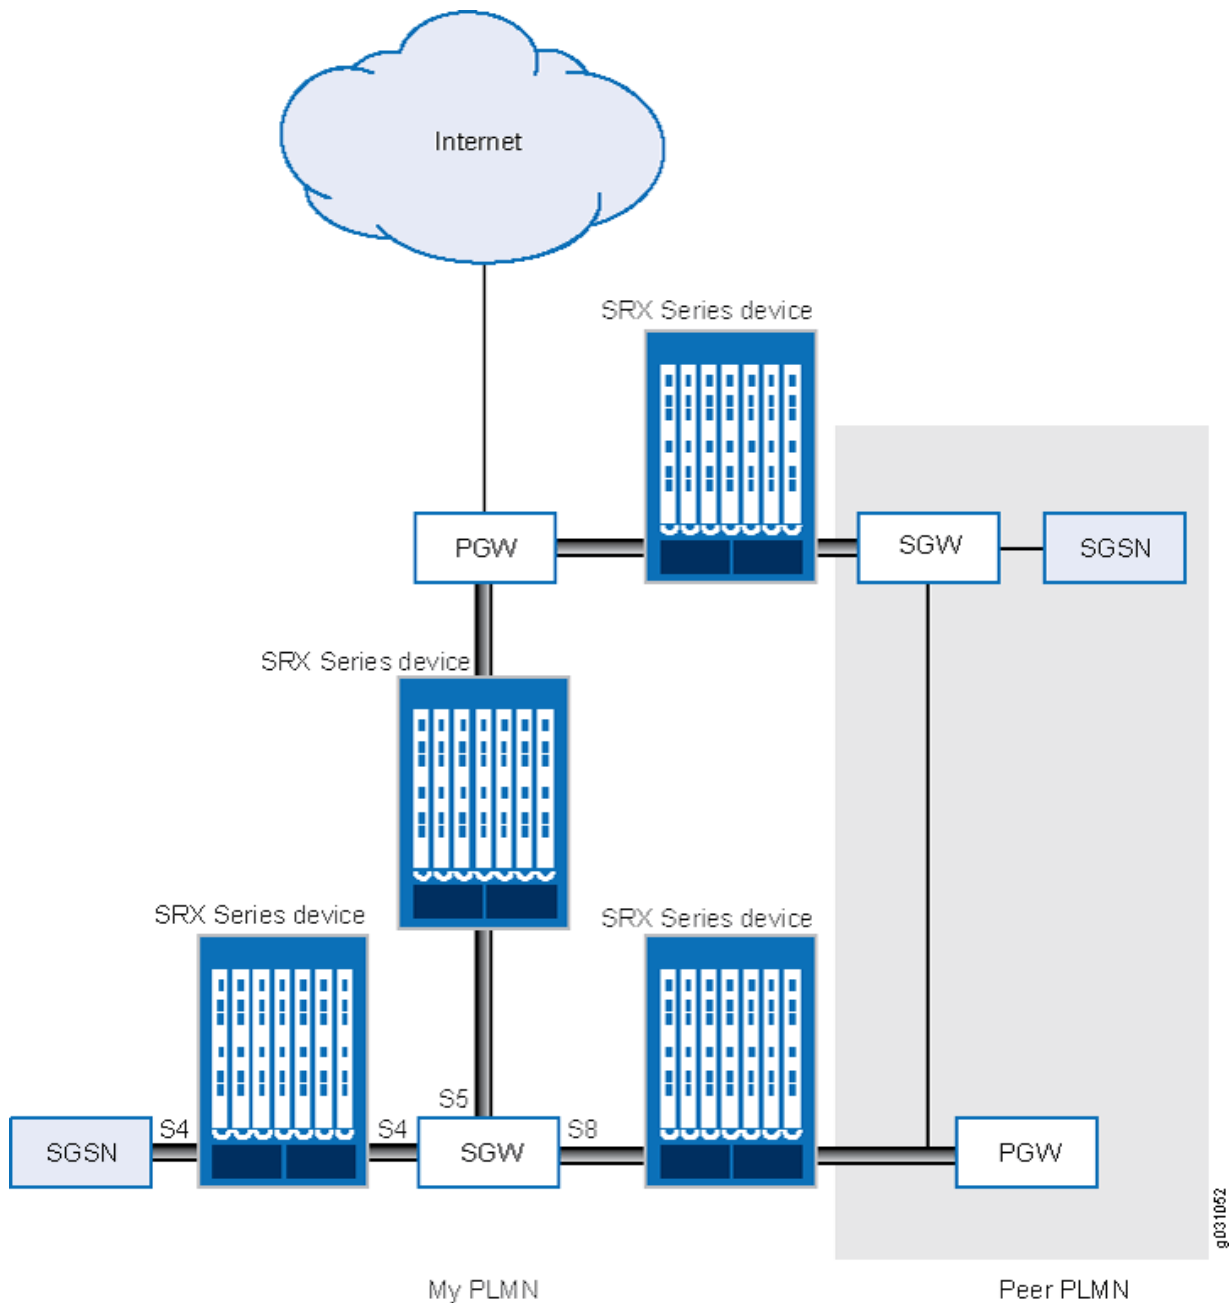 Internet
SRX Series device
PGW
SGW
SGSN
SRX Series device
SRX Series device
SRX Series device
S5
S4
S4
S8
SGSN
SGW
PGW
g031052
My PLMN
Peer PLMN